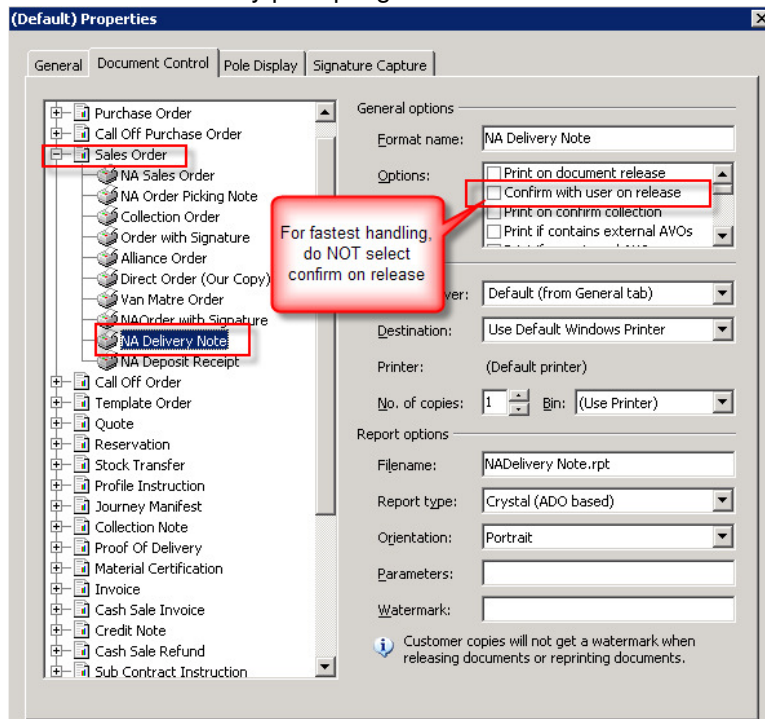 (Default) Properties
General
Document Control
Pole Display
Signature Capture
Purchase Order
Call Off Purchase Order
Sales Order
NA Sales Order
NA Order Picking Note
Collection Order
Order with Signature
Alliance Order
Direct Order (Our Copy)
Van Matre Order
NAOrder with Signature
NA Delivery Note
NA Deposit Receipt
Call Off Order
Template Order
Quote
Reservation
Stock Transfer
Profile Instruction
Journey Manifest
Collection Note
Proof Of Delivery
Material Certification
Invoice
Cash Sale Invoice
Credit Note
Cash Sale Refund
Sub Contract Instruction
General options
Format name: NA Delivery Note
Options:
Print on document release
Confirm with user on release
Print on confirm collection
Print if contains external AVOs
For fastest handling,
do NOT select
confirm on release
ver: Default (from General tab)
Destination: Use Default Windows Printer
Printer: (Default printer)
No. of copies: 1 Bin: (Use Printer)
Report options
Filename: NADelivery Note.rpt
Report type: Crystal (ADO based)
Orientation: Portrait
Parameters:
Watermark:
Customer copies will not get a watermark when
releasing documents or reprinting documents.